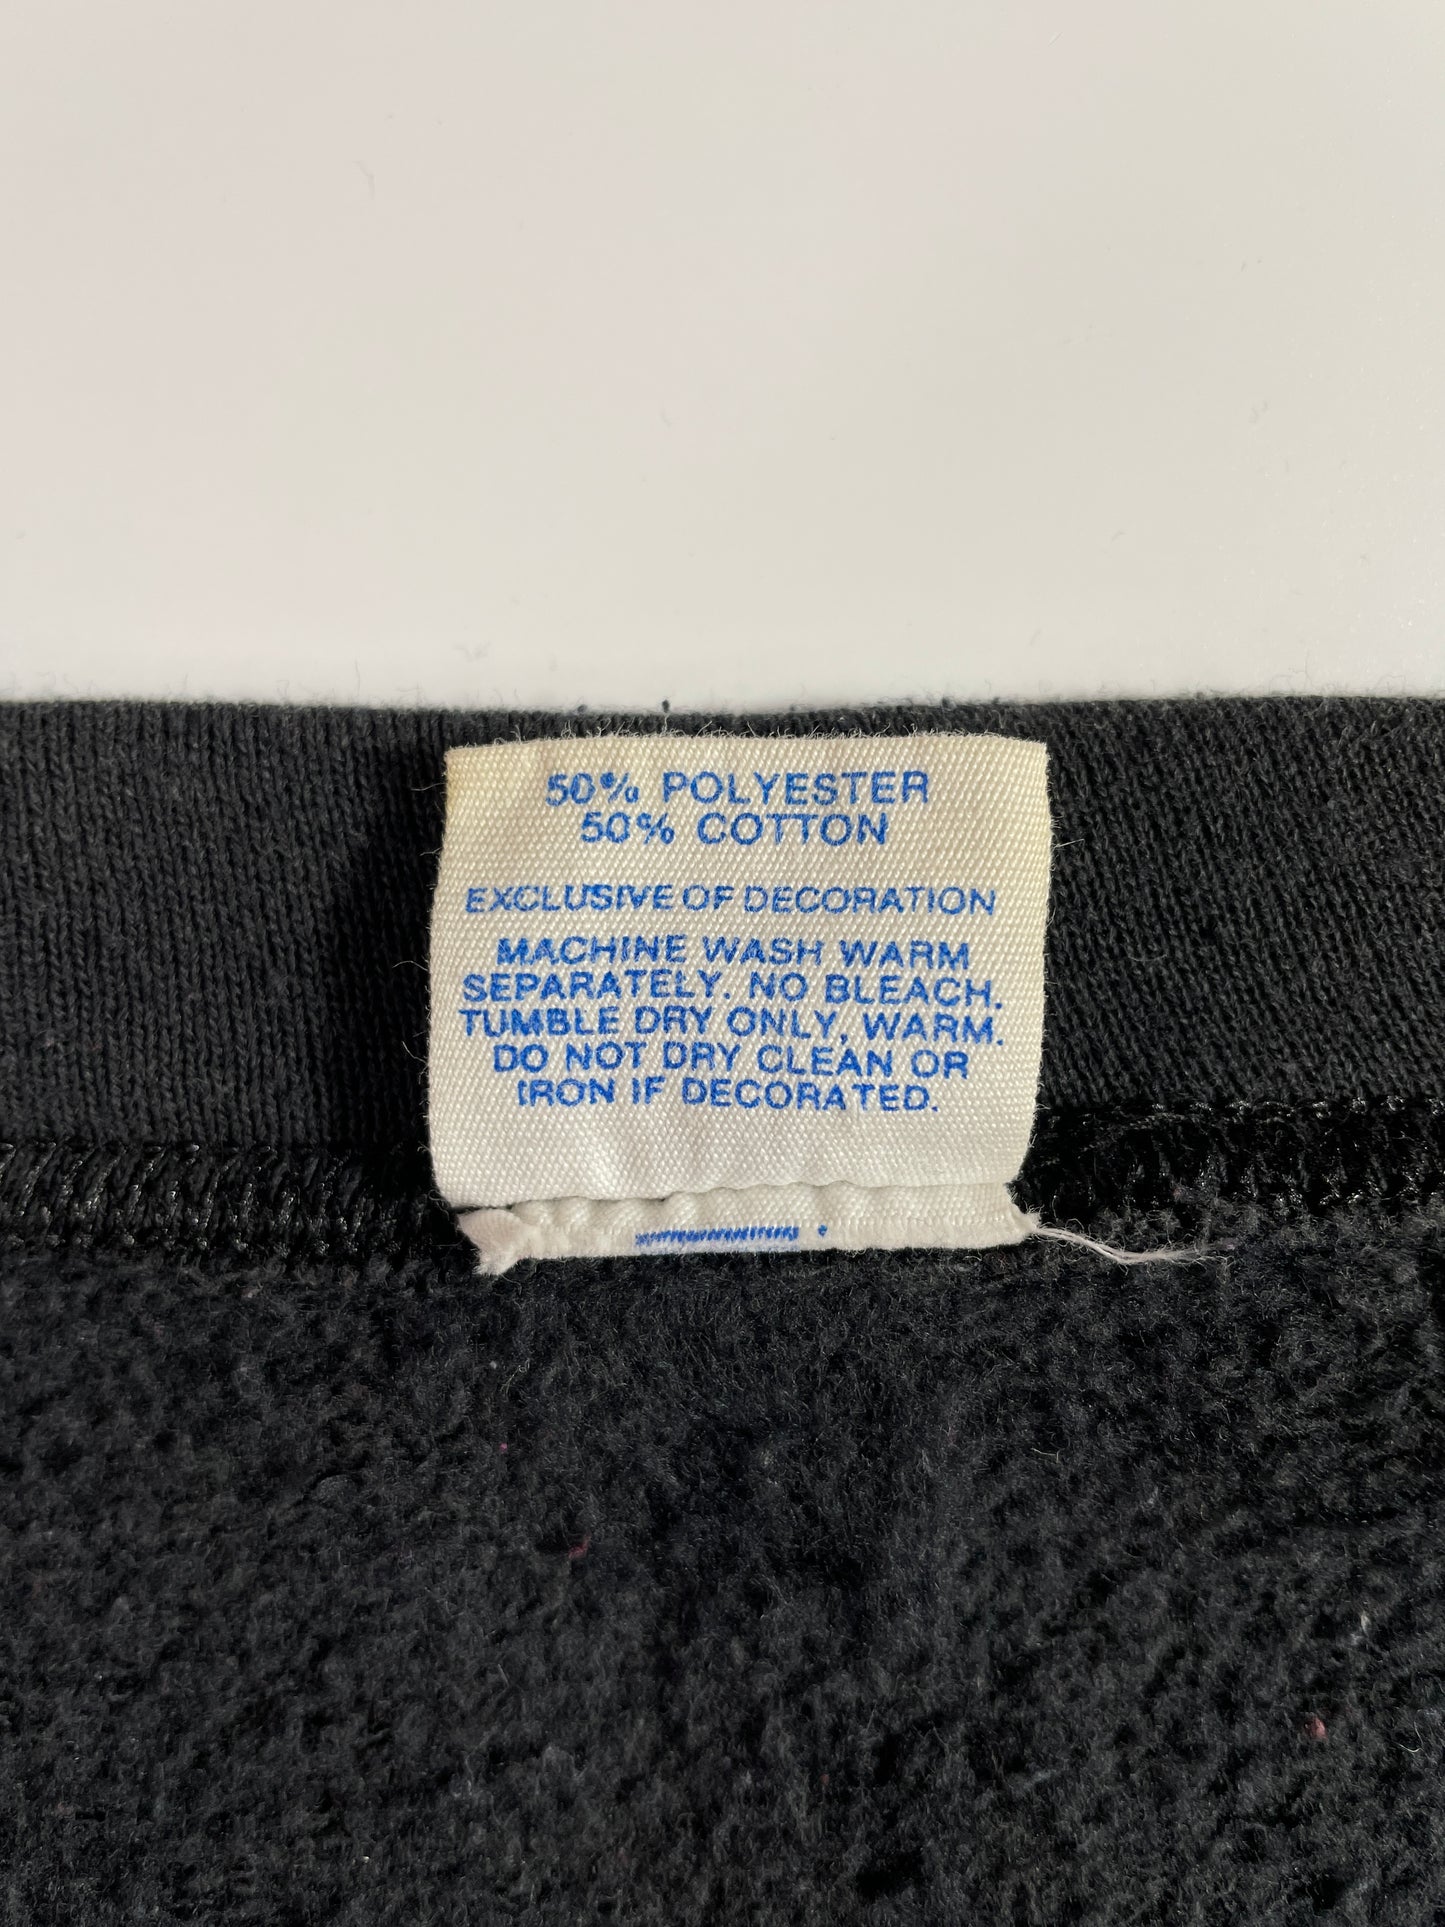 50% POLYESTER
50% COTTON
EXCLUSIVE OF DECORATION
MACHINE WASH WARM
SEPARATELY. NO BLEACH.
TUMBLE DRY ONLY, WARM.
DO NOT DRY CLEAN OR
IRON IF DECORATED.